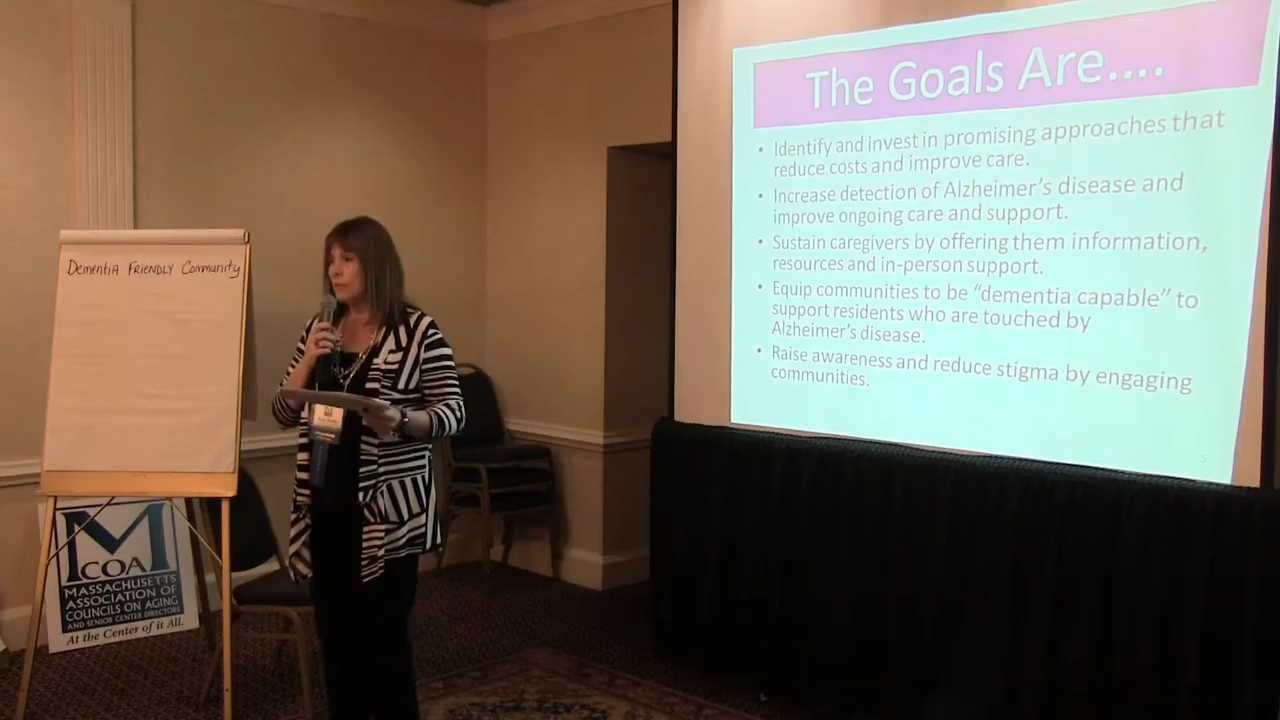 Dementia Friendly Community
MCOA
MASSACHUSETTS
ASSOCIATION OF
COUNCILS ON AGING
AND SENIOR CENTER DIRECTORS
At the Center of it All.
The Goals Are....
• Identify and invest in promising approaches that
reduce costs and improve care.
• Increase detection of Alzheimer's disease and
improve ongoing care and support.
• Sustain caregivers by offering them information,
resources and in-person support.
• Equip communities to be “dementia capable” to
support residents who are touched by
Alzheimer's disease.
• Raise awareness and reduce stigma by engaging
communities.
5